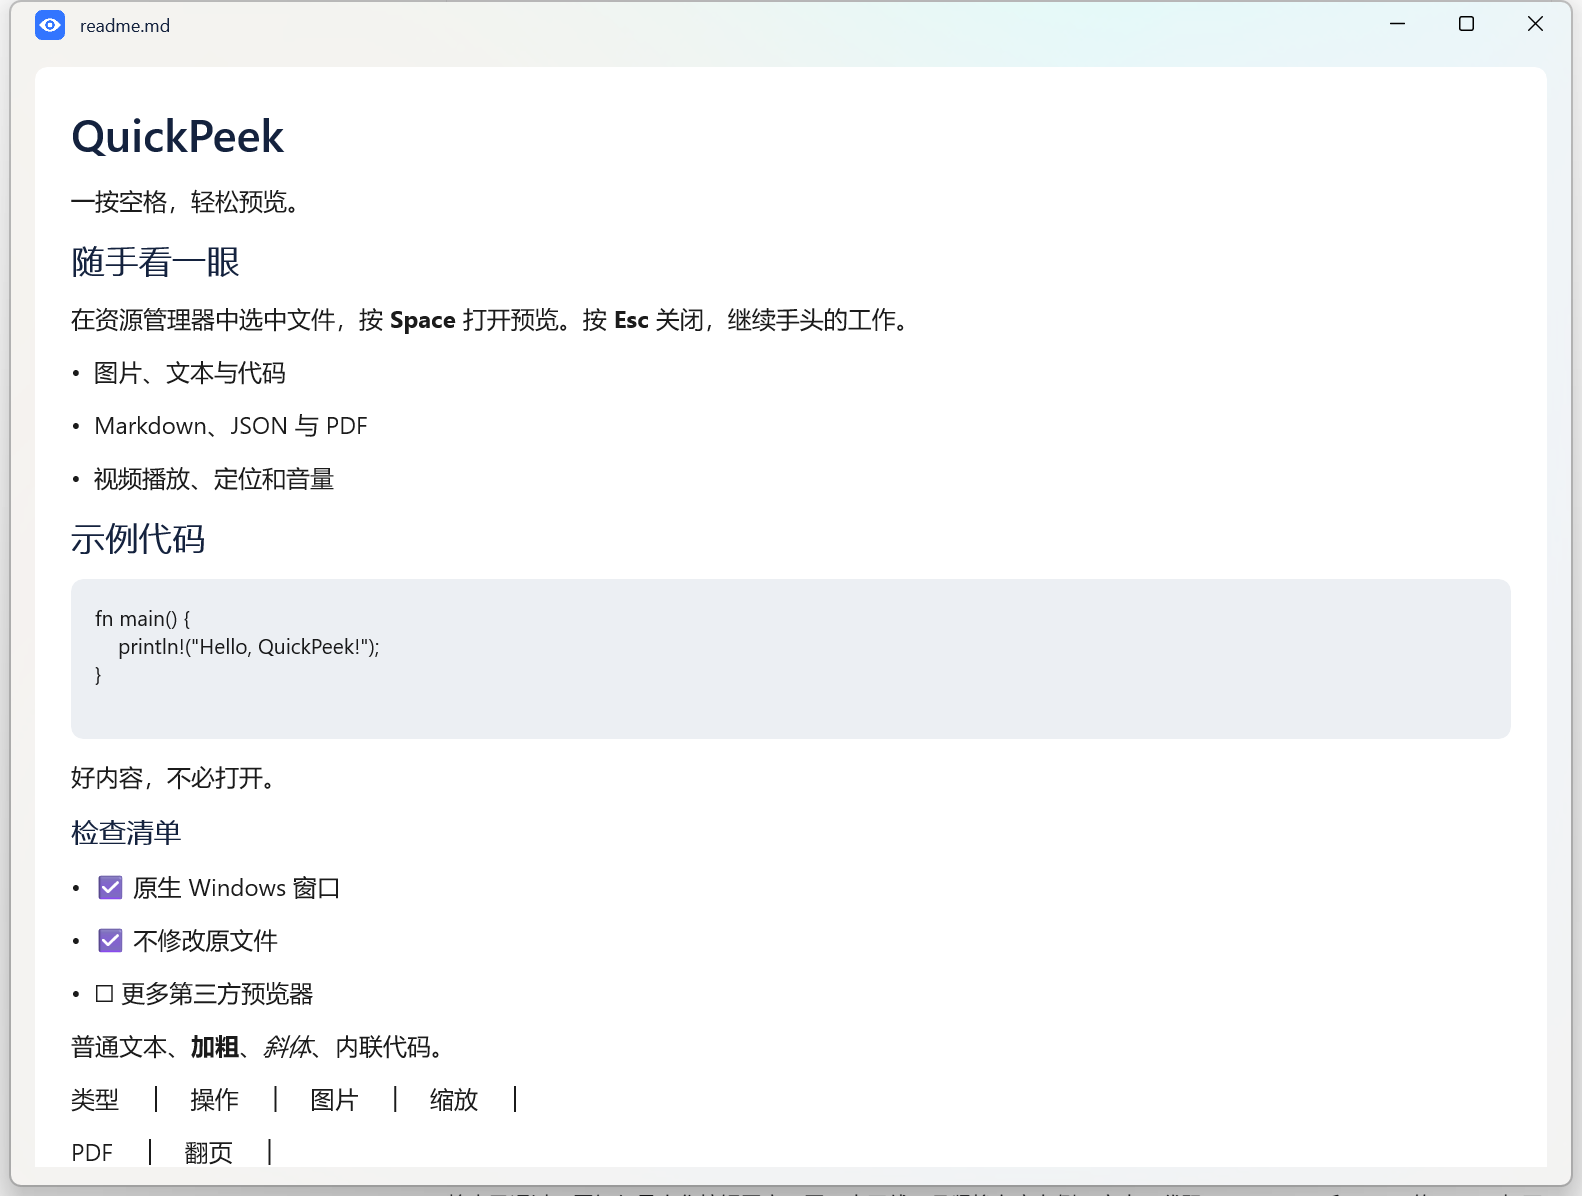 readme.md
QuickPeek
一按空格，轻松预览。
随手看一眼
在资源管理器中选中文件，按 Space 打开预览。按 Esc 关闭，继续手头的工作。
• 图片、文本与代码
• Markdown、JSON 与 PDF
• 视频播放、定位和音量
示例代码
fn main() {
    println!("Hello, QuickPeek!");
}
好内容，不必打开。
检查清单
• ☑ 原生 Windows 窗口
• ☑ 不修改原文件
• ☐ 更多第三方预览器
普通文本、加粗、斜体、内联代码。
类型 | 操作 | 图片 | 缩放 |
PDF | 翻页 |